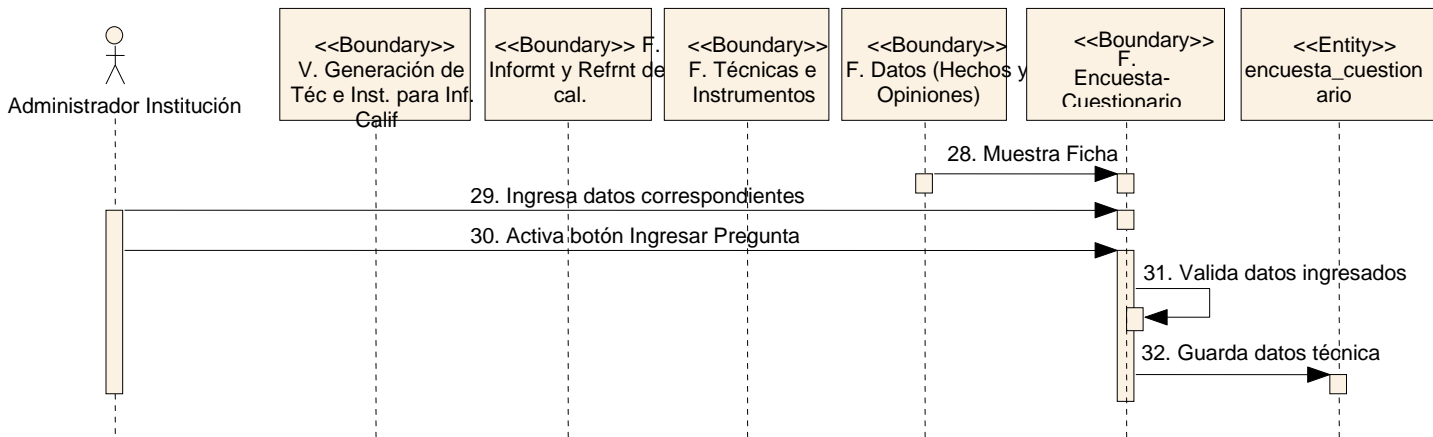 Administrador Institución
<<Boundary>>
V. Generación de
Téc e Inst. para Inf.
Calif
<<Boundary>> F.
Informt y Refrnt de
cal.
<<Boundary>>
F. Técnicas e
Instrumentos
<<Boundary>>
F. Datos (Hechos y
Opiniones)
<<Boundary>>
F.
Encuesta-
Cuestionario
<<Entity>>
encuesta_cuestion
ario
28. Muestra Ficha
29. Ingresa datos correspondientes
30. Activa botón Ingresar Pregunta
31. Valida datos ingresados
32. Guarda datos técnica